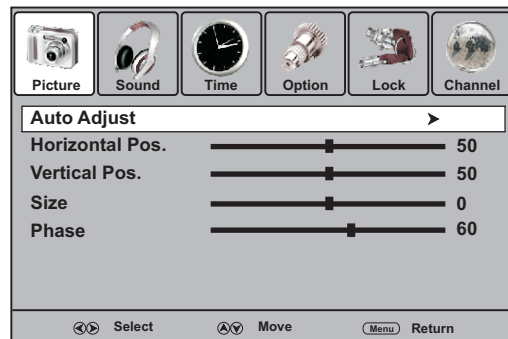 Picture Sound Time Option Lock Channel
Auto Adjust
Horizontal Pos. 50
Vertical Pos. 50
Size 0
Phase 60
Select Move Menu Return